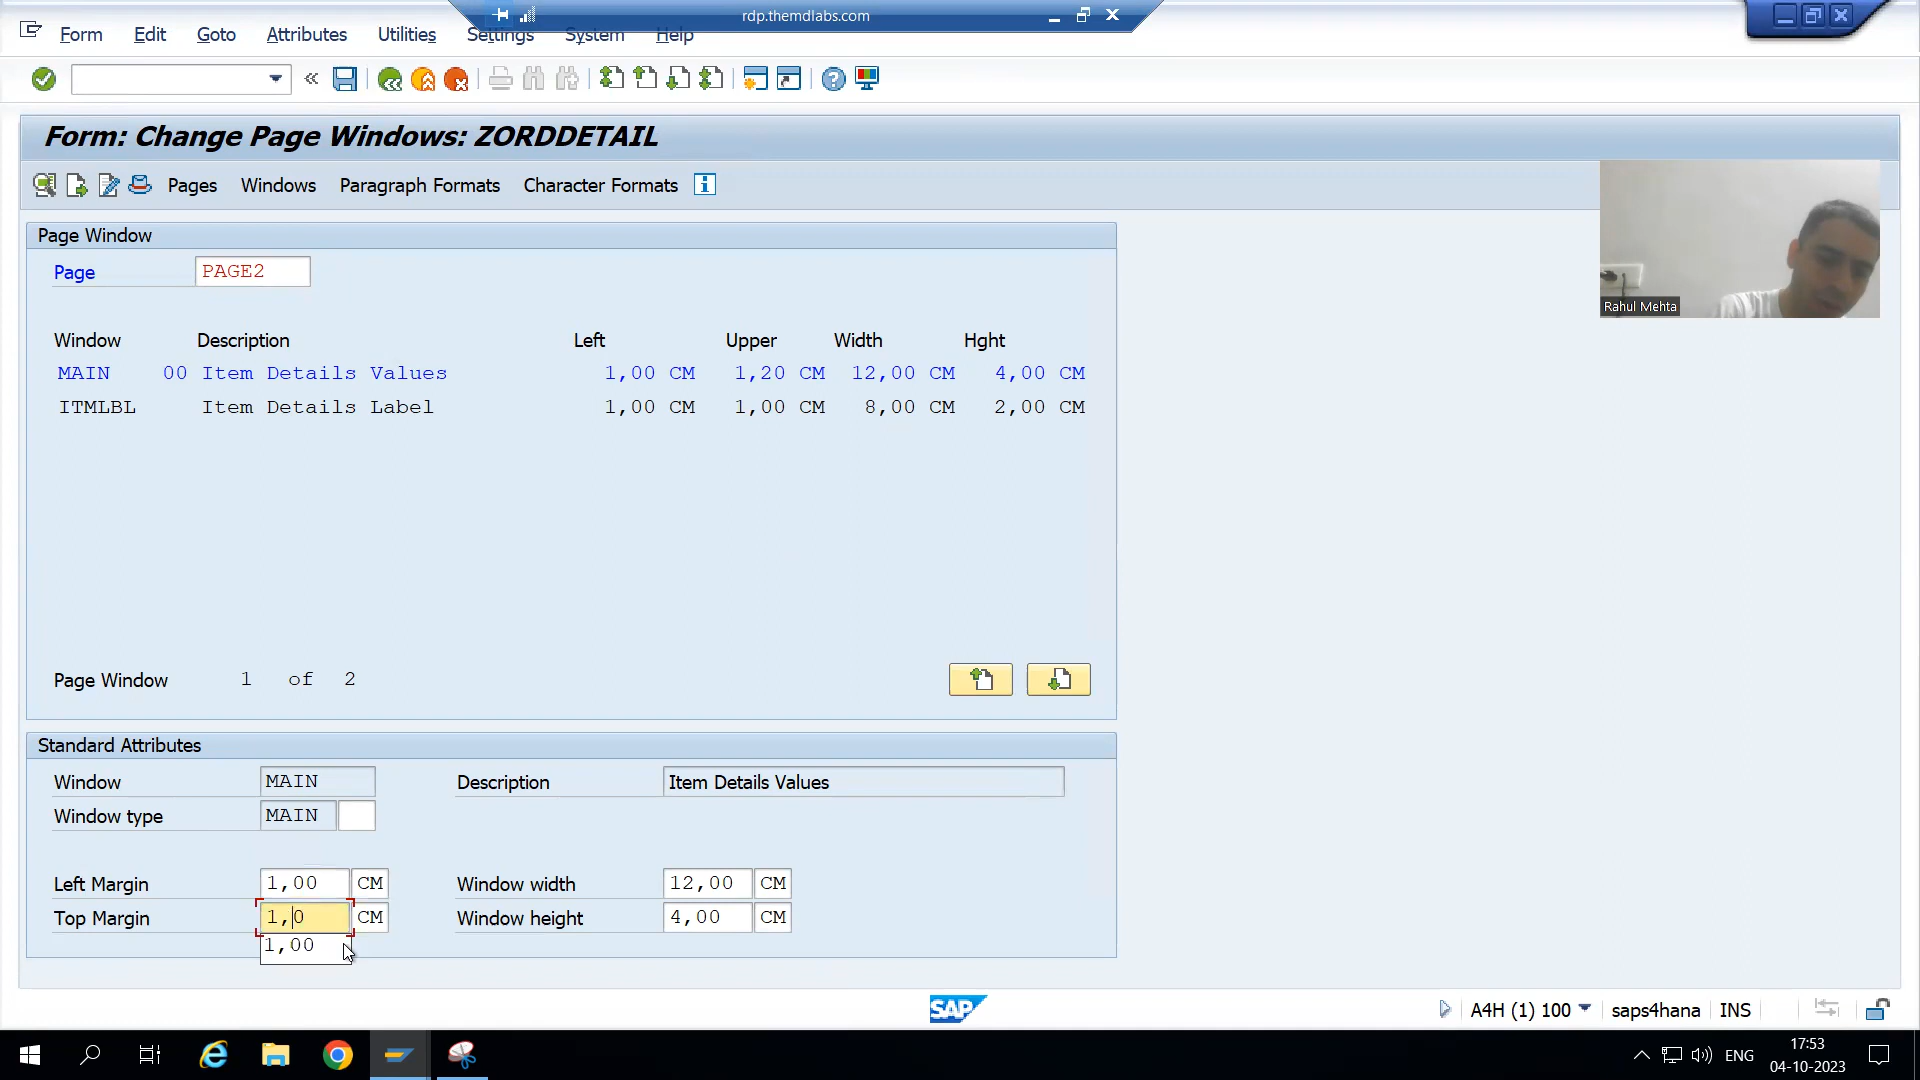 rdp.themdlabs.com
Form Edit Goto Attributes Utilities Settings System Help
Form: Change Page Windows: ZORDDETAIL
Pages Windows Paragraph Formats Character Formats
Rahul Mehta
Page Window
Page PAGE2
Window Description Left Upper Width Hght
MAIN 00 Item Details Values 1,00 CM 1,20 CM 12,00 CM 4,00 CM
ITMLBL Item Details Label 1,00 CM 1,00 CM 8,00 CM 2,00 CM
Page Window 1 of 2
Standard Attributes
Window MAIN Description Item Details Values
Window type MAIN
Left Margin 1,00 CM Window width 12,00 CM
Top Margin 1,0 CM Window height 4,00 CM
1,00
SAP A4H (1) 100 saps4hana INS
ENG 17:53
04-10-2023